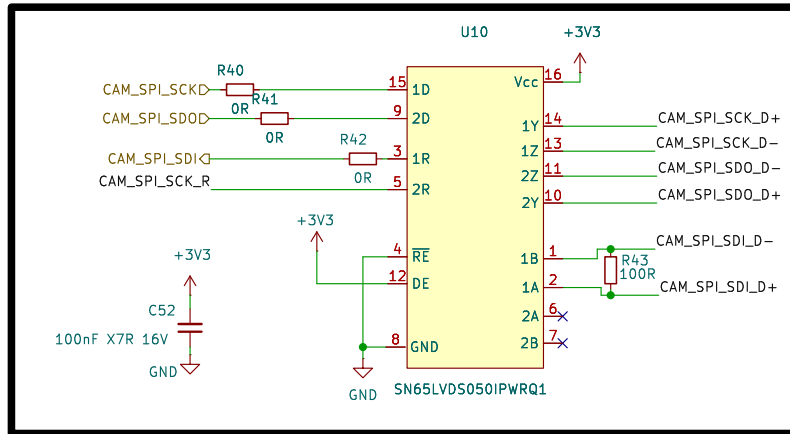 U10
+3V3
R40
CAM_SPI_SCK
0R
15
1D
Vcc
16
R41
CAM_SPI_SDO
0R
9
2D
1Y
14
CAM_SPI_SCK_D+
1Z
13
CAM_SPI_SCK_D-
R42
CAM_SPI_SDI
0R
3
1R
2Z
11
CAM_SPI_SDO_D-
CAM_SPI_SCK_R
5
2R
2Y
10
CAM_SPI_SDO_D+
+3V3
+3V3
4
RE
1B
1
CAM_SPI_SDI_D-
R43
100R
12
DE
1A
2
CAM_SPI_SDI_D+
C52
100nF X7R 16V
GND
2A
6
8
GND
2B
7
GND
SN65LVDS050IPWRQ1